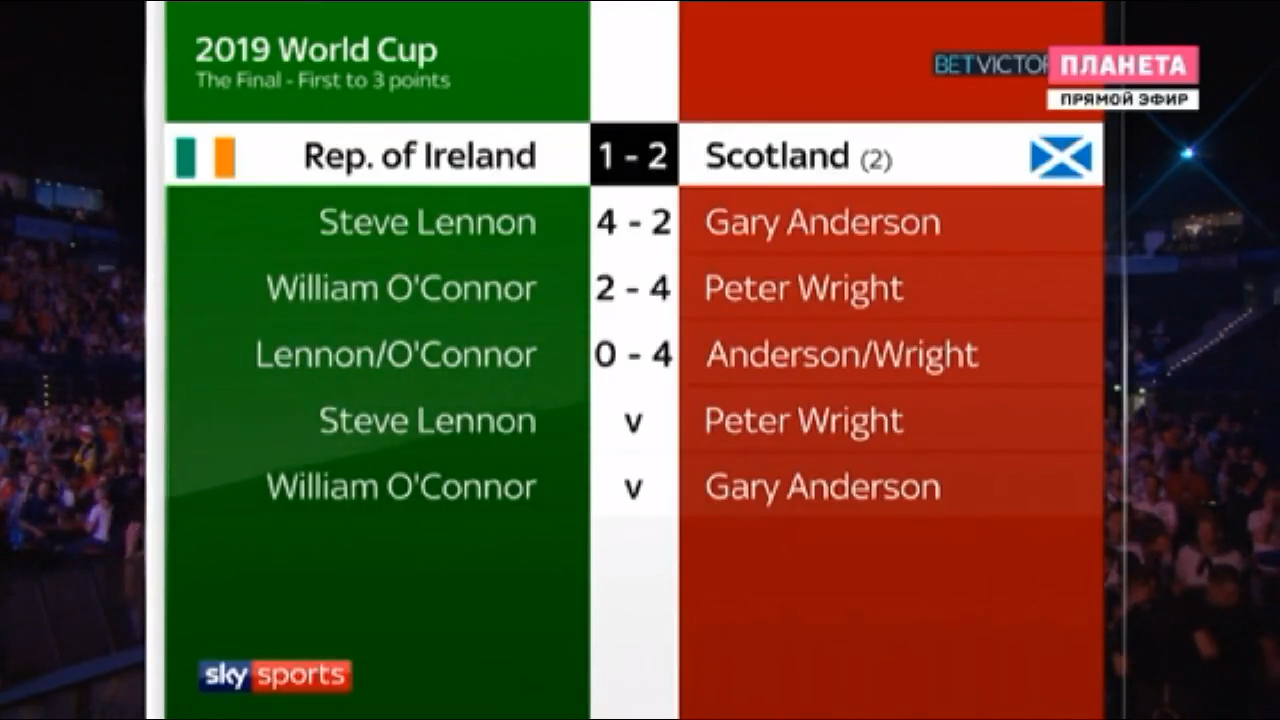 2019 World Cup
The Final - First to 3 points
BETVICTOR ПЛАНЕТА
ПРЯМОЙ ЭФИР
Rep. of Ireland 1 - 2 Scotland (2)
Steve Lennon 4 - 2 Gary Anderson
William O'Connor 2 - 4 Peter Wright
Lennon/O'Connor 0 - 4 Anderson/Wright
Steve Lennon v Peter Wright
William O'Connor v Gary Anderson
sky sports